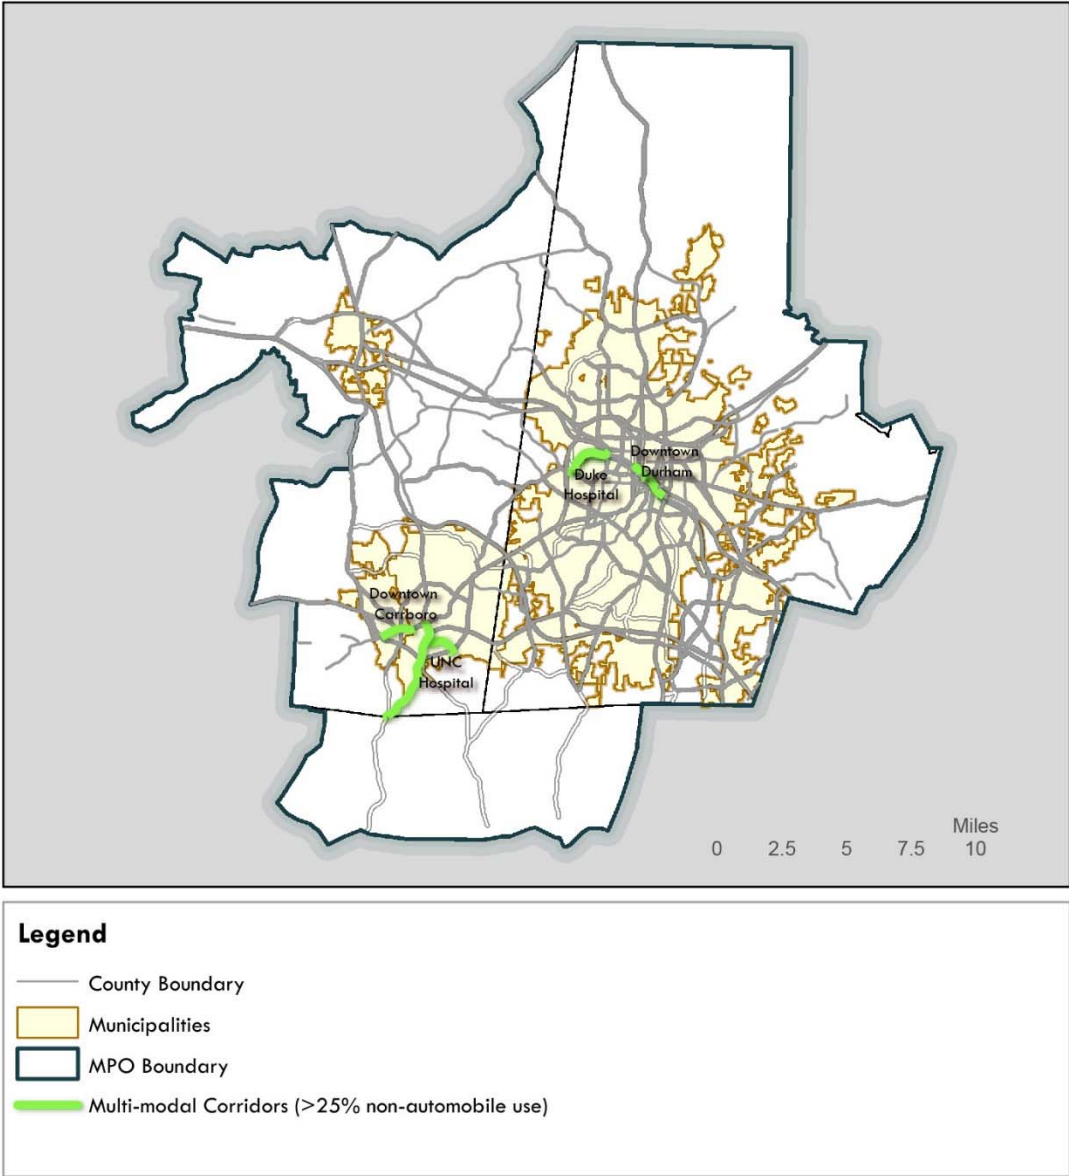 Downtown
Durham
Duke
Hospital
Downtown
Carrboro
UNC
Hospital
Miles
0 2.5 5 7.5 10
Legend
County Boundary
Municipalities
MPO Boundary
Multi-modal Corridors (>25% non-automobile use)